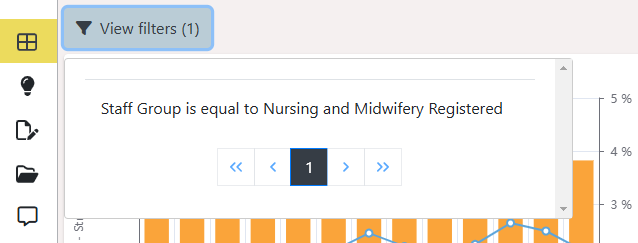 View filters (1)
Staff Group is equal to Nursing and Midwifery Registered
1
5 %
4 %
3 %